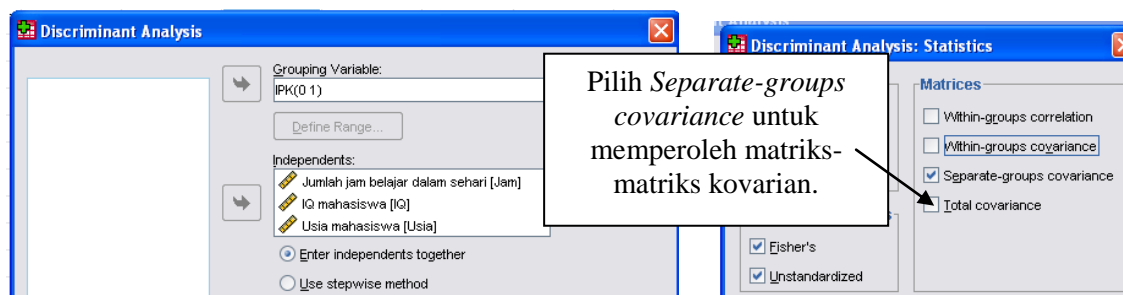 Discriminant Analysis
Grouping Variable:
IPK(0 1)
Define Range...
Independents:
Jumlah jam belajar dalam sehari [Jam]
IQ mahasiswa [IQ]
Usia mahasiswa [Usia]
Enter independents together
Use stepwise method
Pilih Separate-groups
covariance untuk
memperoleh matriks-
matriks kovarian.
Discriminant Analysis: Statistics
Matrices
Within-groups correlation
Within-groups covariance
Separate-groups covariance
Total covariance
Fisher's
Unstandardized